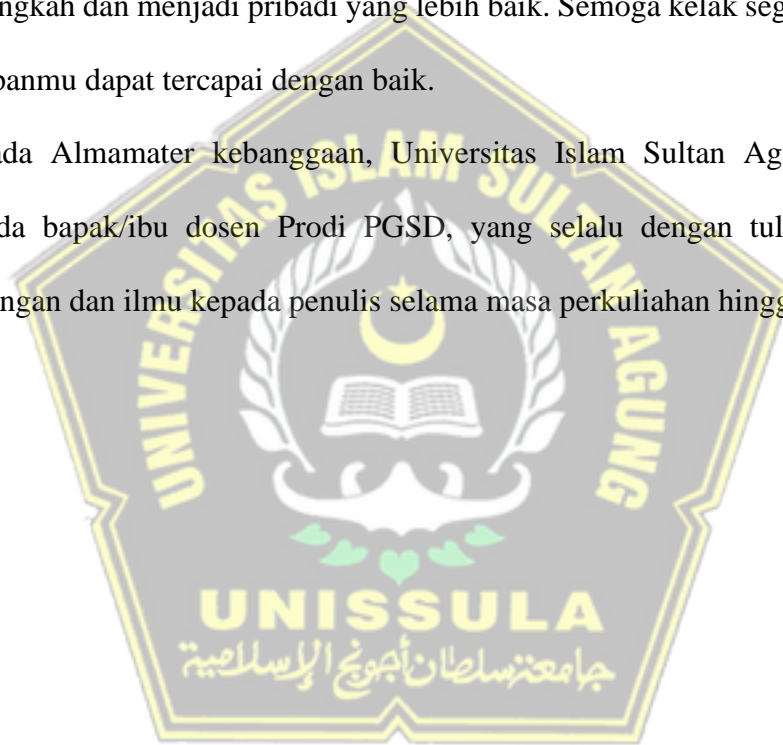 ngkah dan menjadi pribadi yang lebih baik. Semoga kelak seg
panmu dapat tercapai dengan baik.
ada Almamater kebanggaan, Universitas Islam Sultan Ag
da bapak/ibu dosen Prodi PGSD, yang selalu dengan tul
ngan dan ilmu kepada penulis selama masa perkuliahan hingg
UNIVERSITAS ISLAM SULTAN AGUNG
UNISSULA
جامعة سلطان أجونج الإسلامية